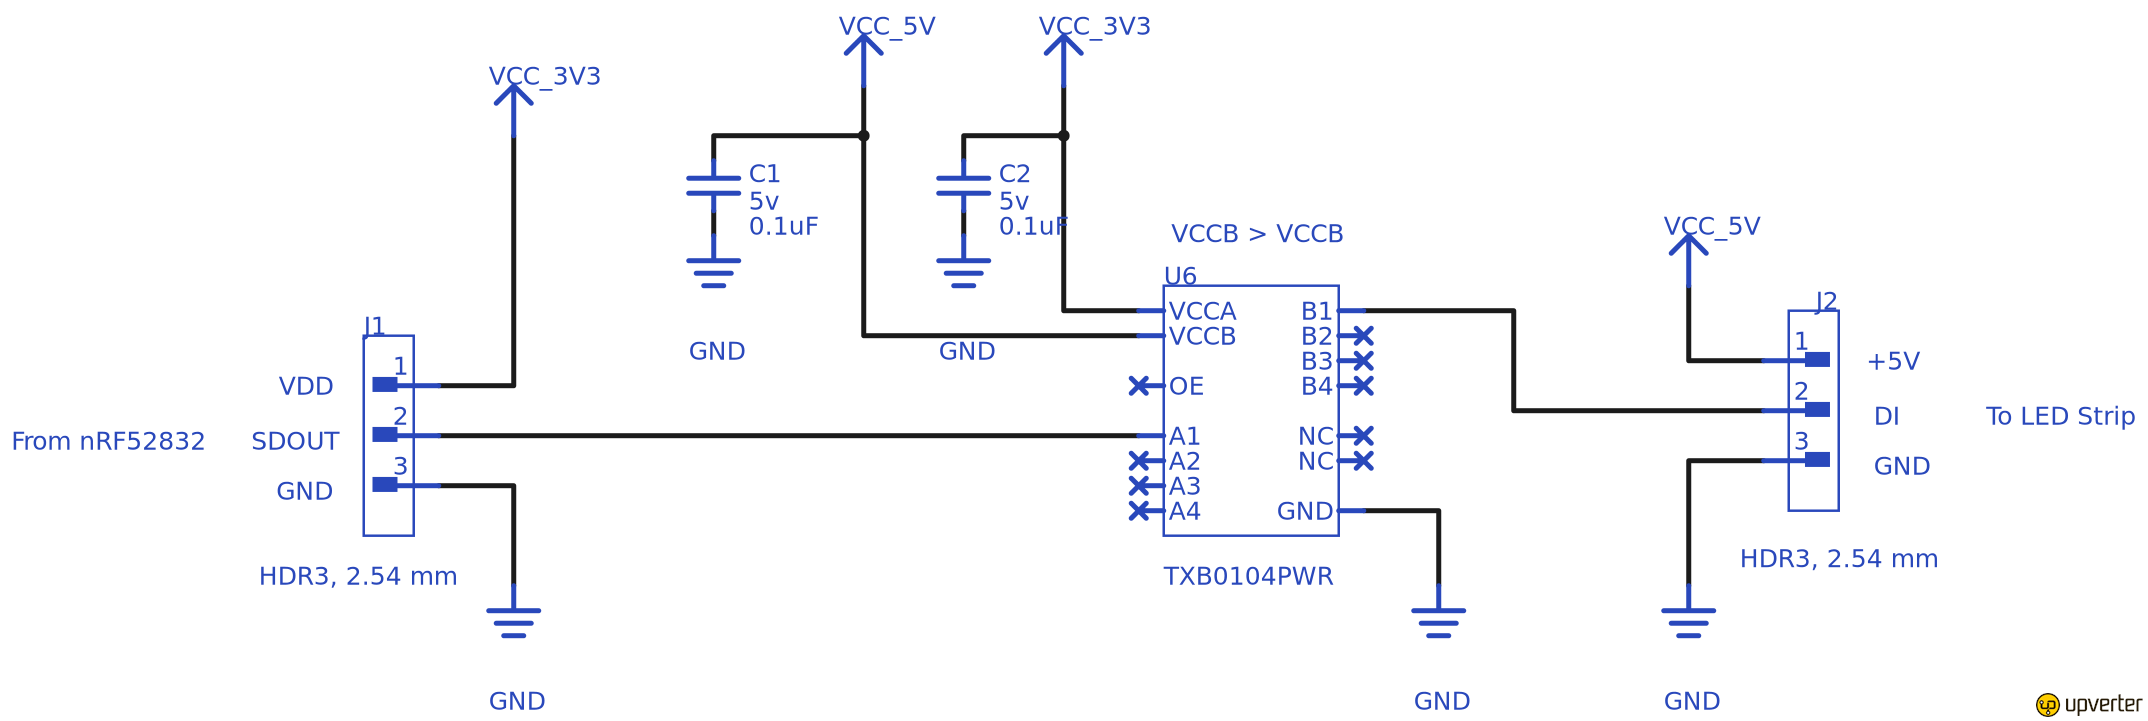 VCC_5V
VCC_3V3
VCC_3V3
C1
5v
0.1uF
C2
5v
0.1uF
GND
GND
VCCB > VCCB
U6
VCCA
VCCB
OE
A1
A2
A3
A4
B1
B2
B3
B4
NC
NC
GND
TXB0104PWR
J1
1
2
3
VDD
SDOUT
GND
From nRF52832
HDR3, 2.54 mm
GND
GND
VCC_5V
J2
1
2
3
+5V
DI
GND
To LED Strip
HDR3, 2.54 mm
GND
up upverter